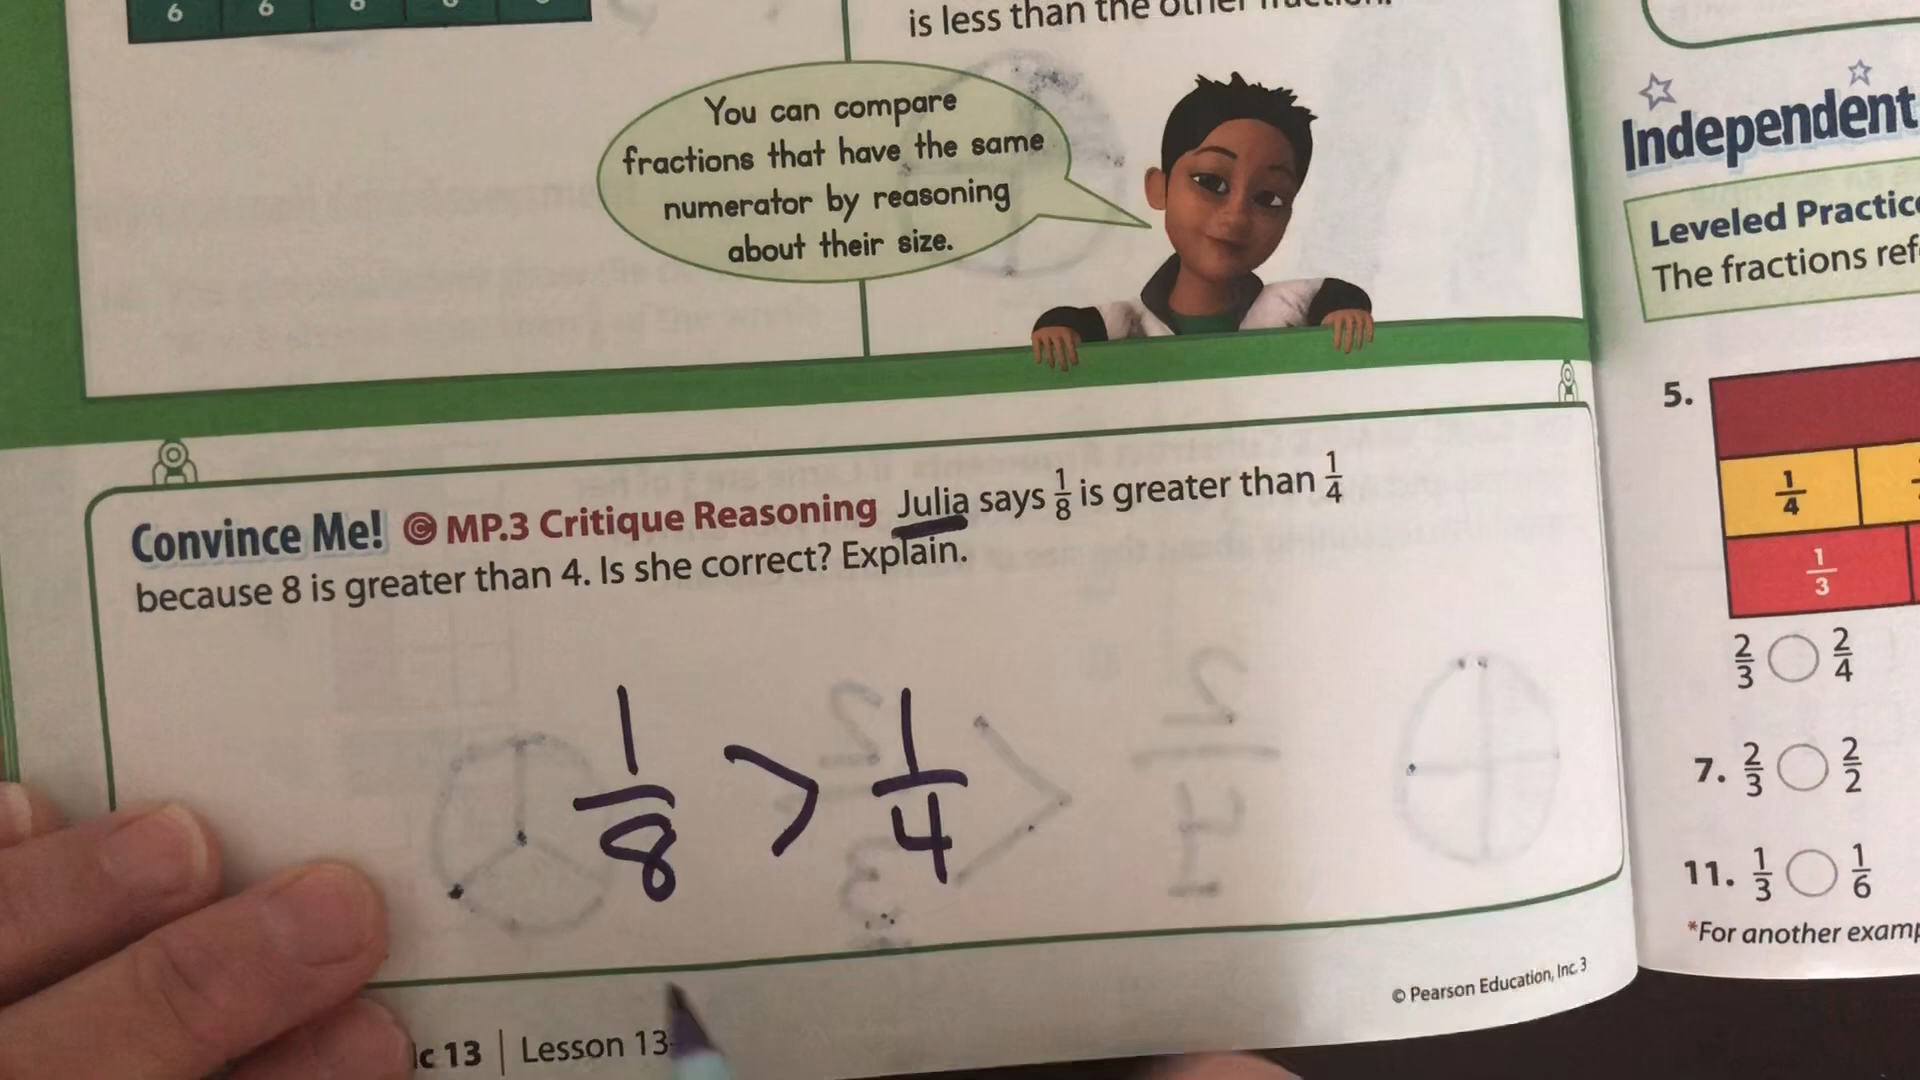 6 6
is less than the other fraction.
You can compare
fractions that have the same
numerator by reasoning
about their size.
Convince Me! © MP.3 Critique Reasoning Julia says 1/8 is greater than 1/4
because 8 is greater than 4. Is she correct? Explain.
1/8 > 1/4
© Pearson Education, Inc. 3
c 13 | Lesson 13
Independent
Leveled Practice
The fractions ref
5.
1/4
1/3
2/3 ○ 2/4
7. 2/3 ○ 2/2
11. 1/3 ○ 1/6
*For another examp